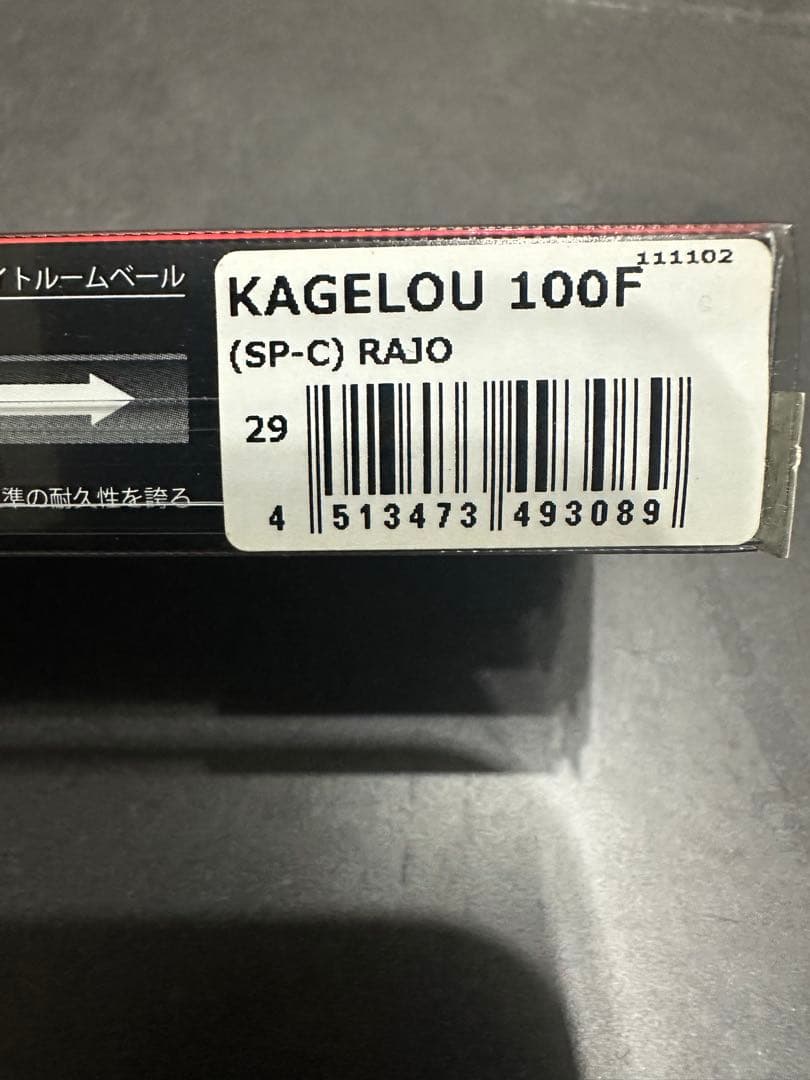 イトルームベール
準の耐久性を誇る
111102
KAGELOU 100F
(SP-C) RAJO
29
4 513473 493089